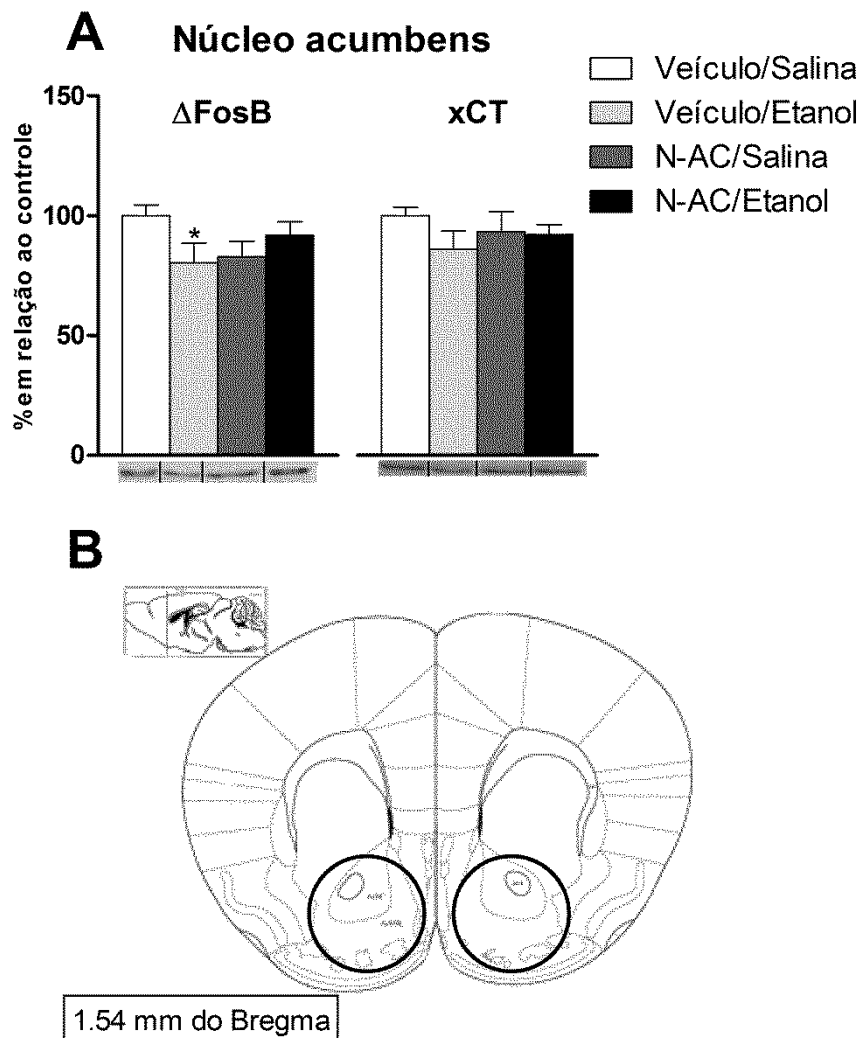 A
Núcleo acumbens
Veículo/Salina
Veículo/Etanol
N-AC/Salina
N-AC/Etanol
ΔFosB
xCT
%em relação ao controle
150
100
50
0
*
B
1.54 mm do Bregma